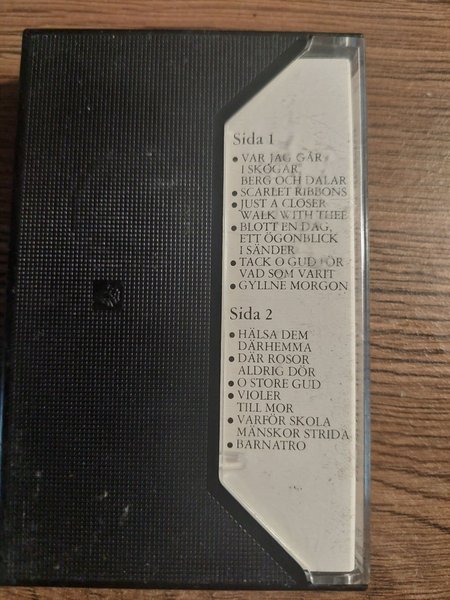 Sida 1
• VAR JAG GÅR
I SKOGAR
BERG OCH DALAR
• SCARLET RIBBONS
• JUST A CLOSER
WALK WITH THEE
• BLOTT EN DAG,
ETT ÖGONBLICK
I SÄNDER
• TACK O GUD FÖR
VAD SOM VARIT
• GYLLNE MORGON
Sida 2
• HÄLSA DEM
DÄRHEMMA
• DÄR ROSOR
ALDRIG DÖR
• O STORE GUD
• VIOLER
TILL MOR
• VARFÖR SKOLA
MÄNSKOR STRIDA
• BARNATRO